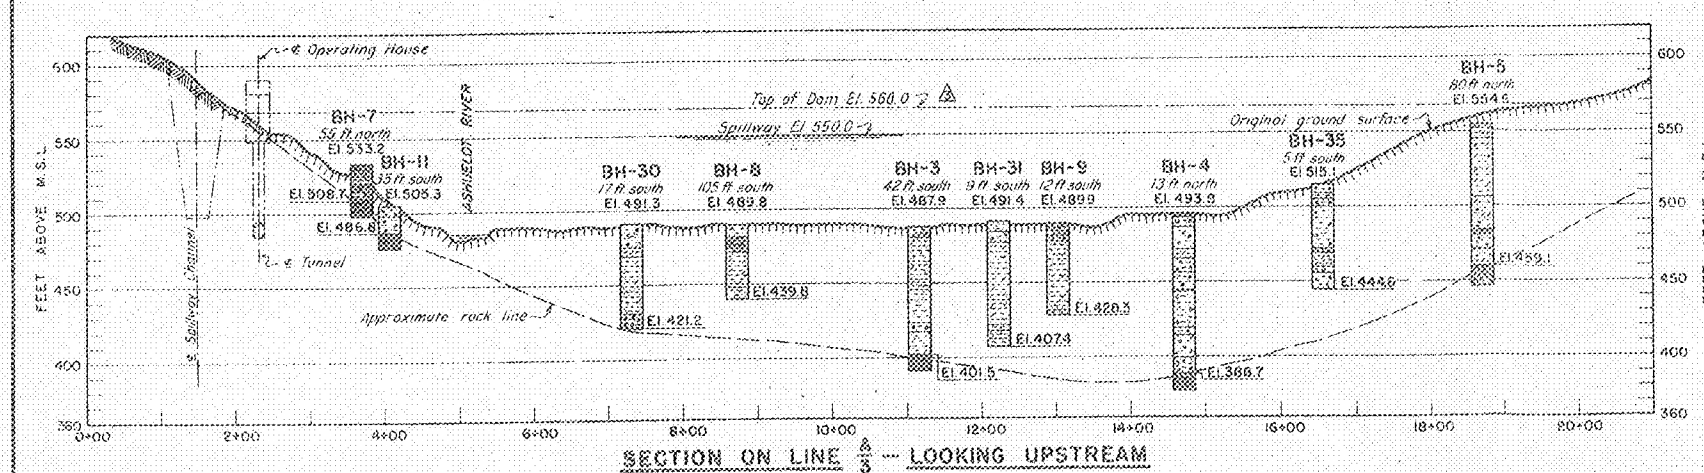 ℄ Operating House
BH-7
55 ft north
El. 533.2
ASHUELOT RIVER
Top of Dam El. 568.0
Spillway El. 550.0
BH-5
80 ft north
El. 554.5
Original ground surface
BH-11
35 ft south
El. 505.3
El. 508.7
El. 486.8
BH-30
17 ft south
El. 491.3
BH-8
105 ft south
El. 489.8
BH-3
42 ft south
El. 487.9
BH-31
9 ft south
El. 491.4
BH-9
12 ft south
El. 489.9
BH-4
13 ft north
El. 493.8
BH-35
5 ft south
El. 515.1
℄ Tunnel
℄ Spillway Channel
Approximate rock line
El. 421.2
El. 439.8
El. 401.5
El. 407.4
El. 428.3
El. 444.6
El. 459.1
FEET ABOVE M.S.L.
600
550
500
450
400
360
600
550
500
450
400
360
0+00
2+00
4+00
6+00
8+00
10+00
12+00
14+00
16+00
18+00
20+00
SECTION ON LINE A/3 -- LOOKING UPSTREAM